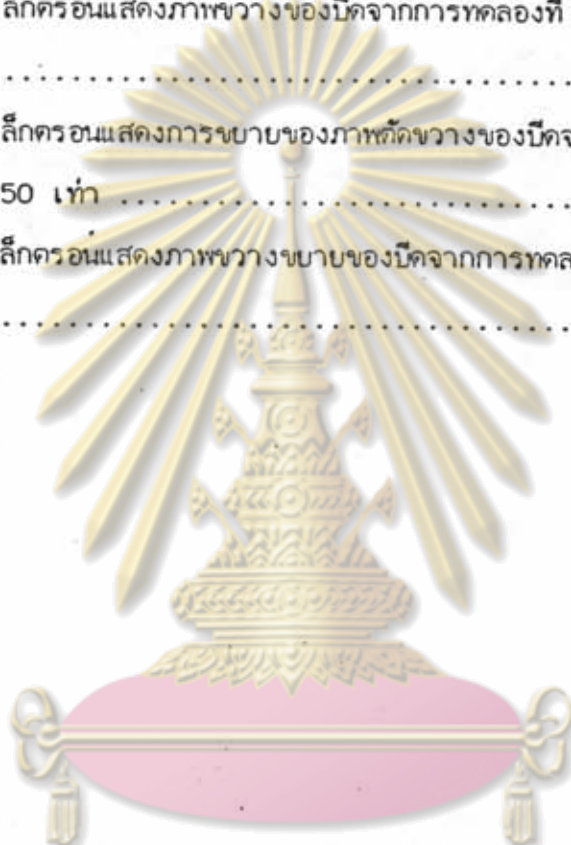 ล็กตรอนแสดงภาพขวางของบีดจากการทดลองที่
........................................
ล็กตรอนแสดงการขยายของภาพตัดขวางของบีดจ
50 เท่า ................................
ล็กตรอนแสดงภาพขวางขยายของบีดจากการทดล
........................................